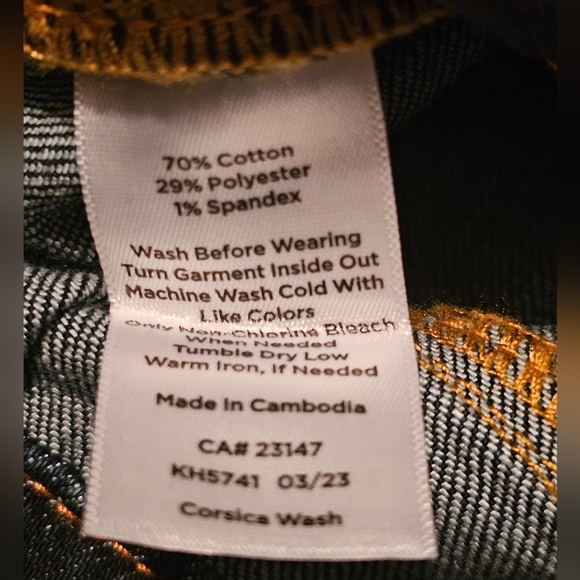 70% Cotton
29% Polyester
1% Spandex
Wash Before Wearing
Turn Garment Inside Out
Machine Wash Cold With
Like Colors
Only Non-Chlorine Bleach
When Needed
Tumble Dry Low
Warm Iron, If Needed
Made In Cambodia
CA# 23147
KH5741 03/23
Corsica Wash